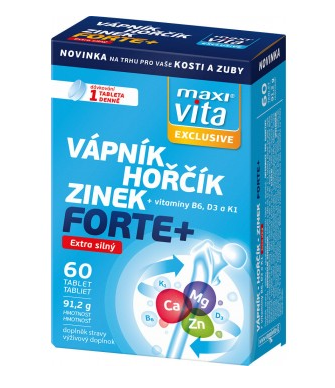 NOVINKA NA TRHU PRO VAŠE KOSTI A ZUBY
dávkování
1 TABLETA
DENNĚ
maxi
vita
EXCLUSIVE
VÁPNÍK
HOŘČÍK
ZINEK + vitaminy B6, D3 a K1
FORTE+
Extra silný
60
TABLET
TABLIET
91,2 g
HMOTNOST
HMOTNOSŤ
doplněk stravy
výživový doplnok
K₁
Mg
Ca
B₆
D₃
Zn
60
VÁPNÍK • HOŘČÍK • ZINEK FORTE+